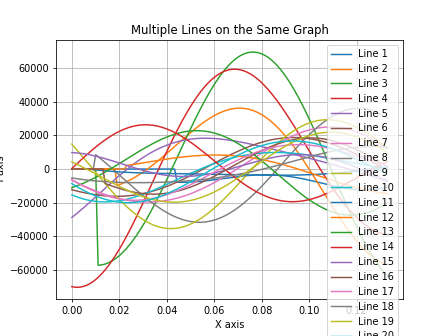 Multiple Lines on the Same Graph
60000
40000
20000
0
−20000
−40000
−60000
0.00
0.02
0.04
0.06
0.08
0.10
X axis
Line 1
Line 2
Line 3
Line 4
Line 5
Line 6
Line 7
Line 8
Line 9
Line 10
Line 11
Line 12
Line 13
Line 14
Line 15
Line 16
Line 17
Line 18
Line 19
Line 20